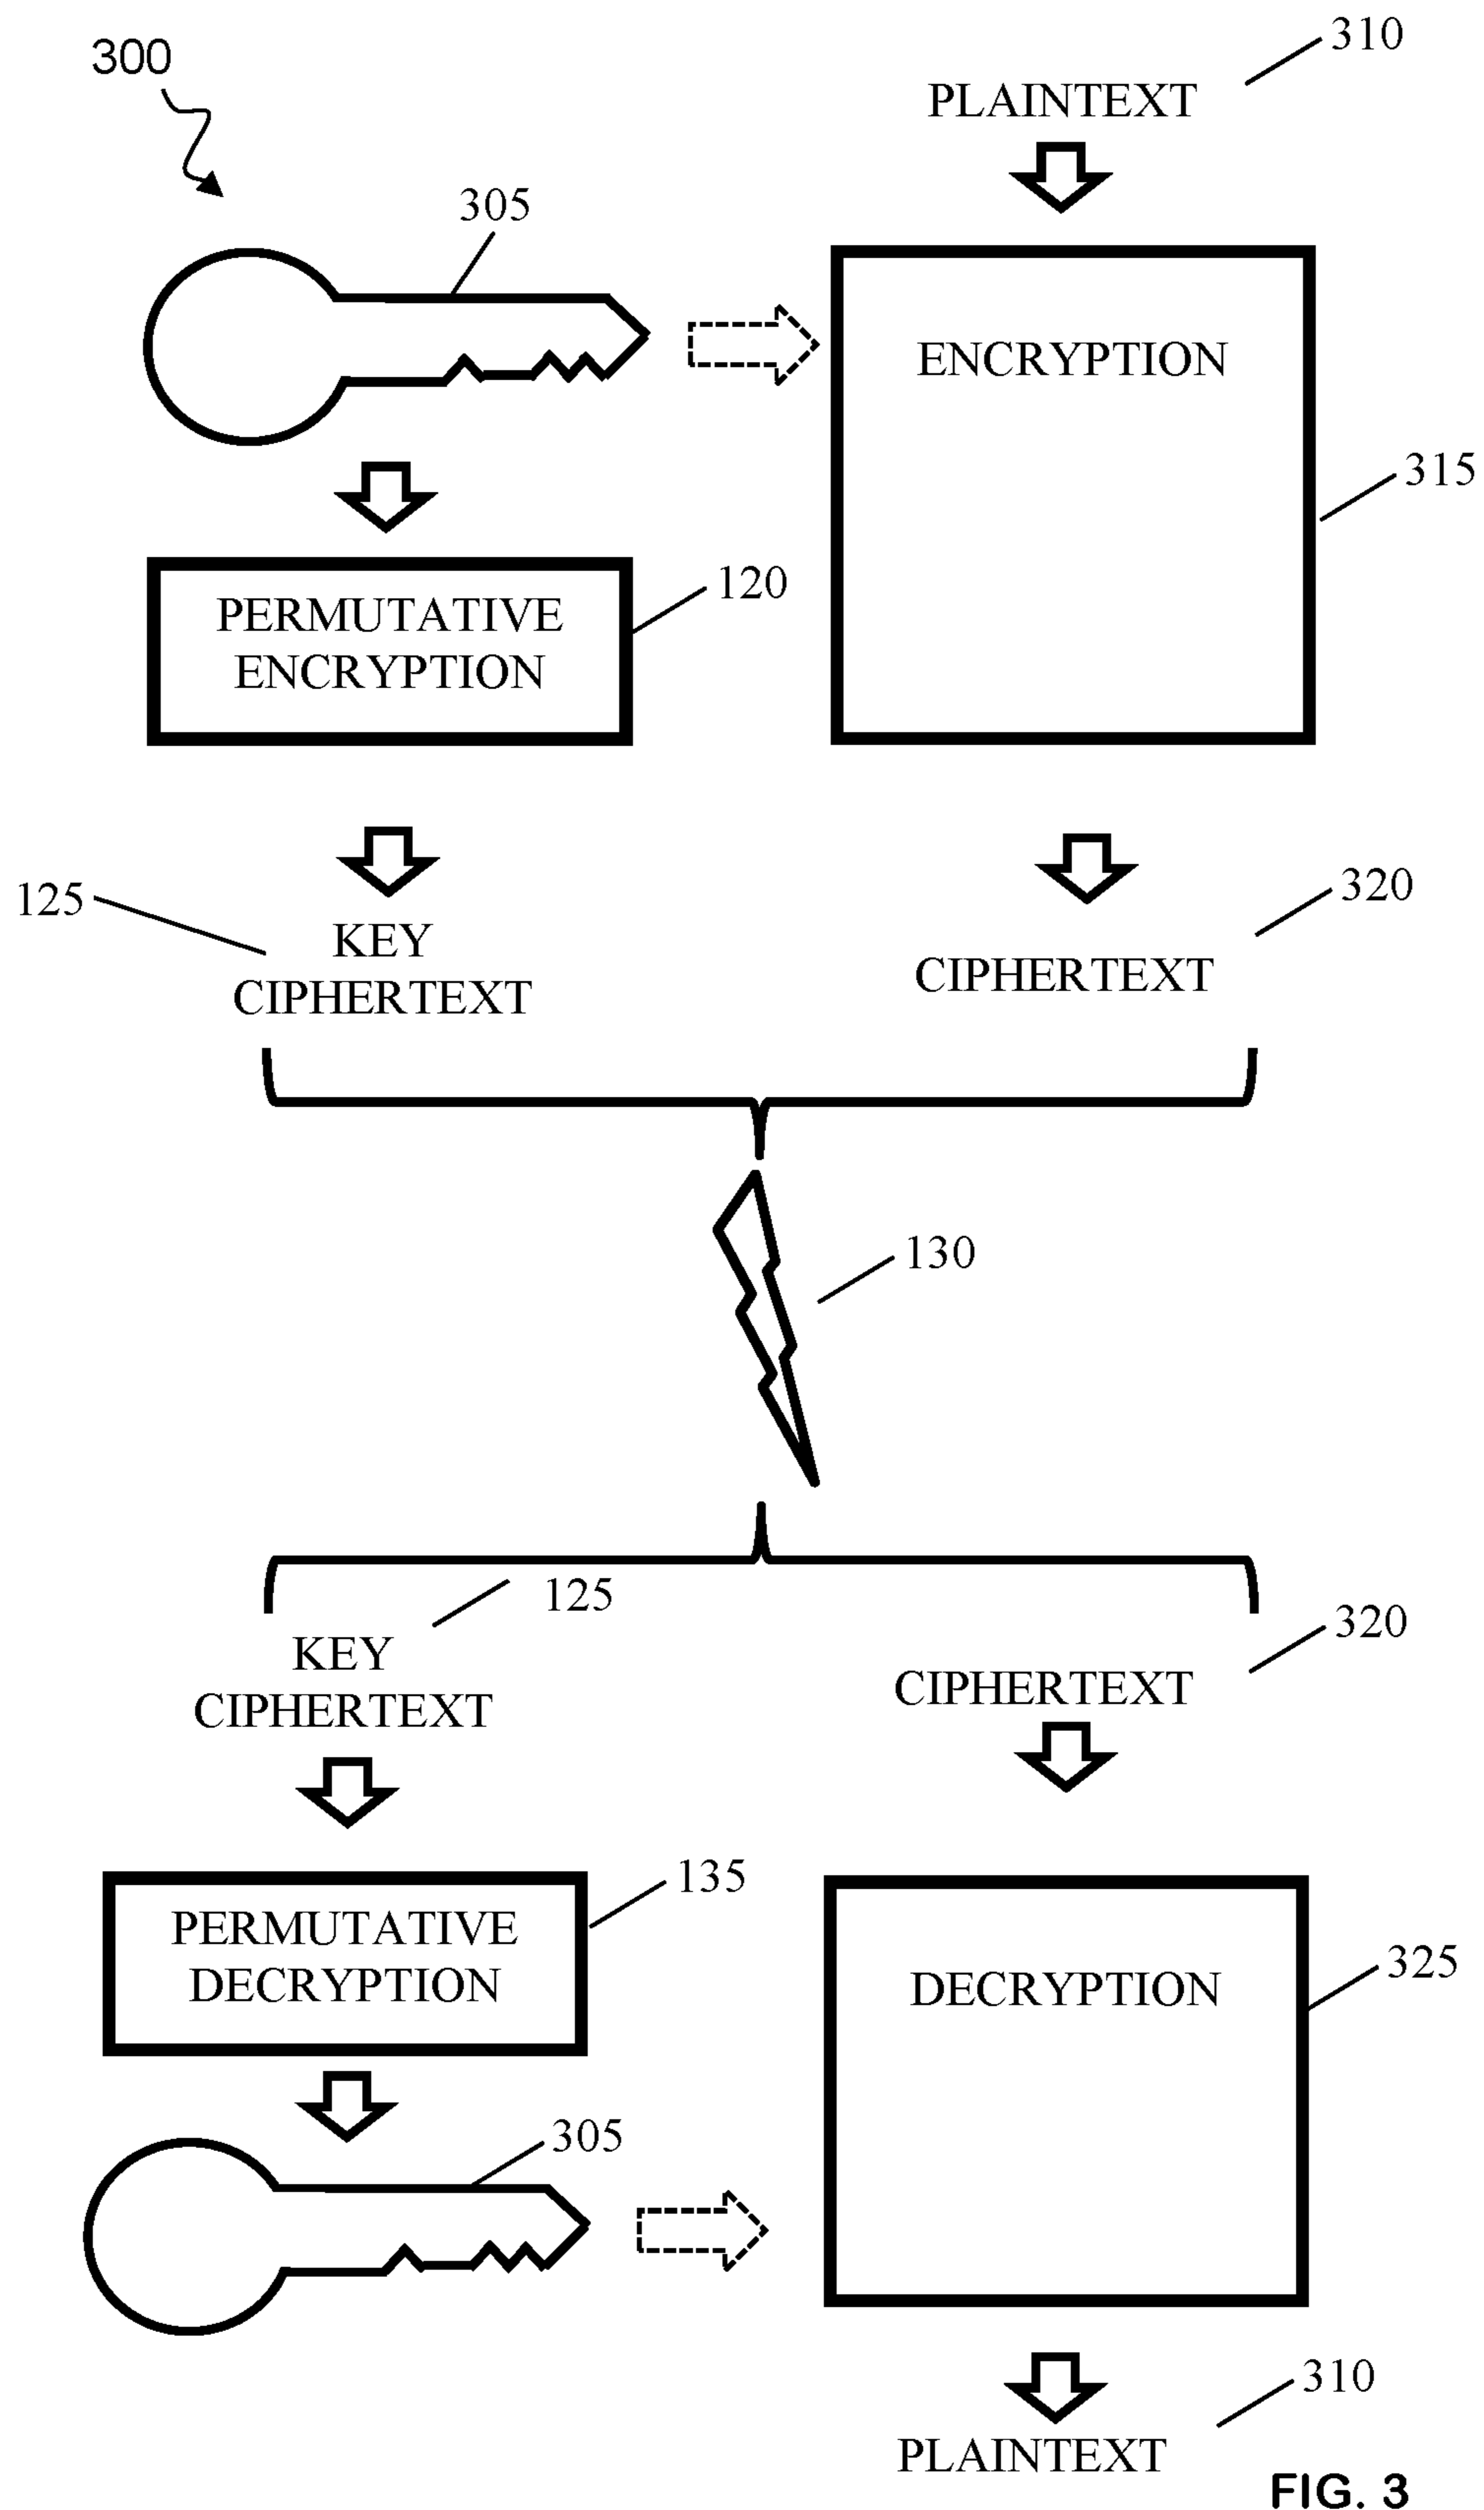 300
310
PLAINTEXT
305
ENCRYPTION
315
120
PERMUTATIVE
ENCRYPTION
125
KEY
CIPHERTEXT
320
CIPHERTEXT
130
125
KEY
CIPHERTEXT
320
CIPHERTEXT
135
PERMUTATIVE
DECRYPTION
325
DECRYPTION
305
310
PLAINTEXT
FIG. 3